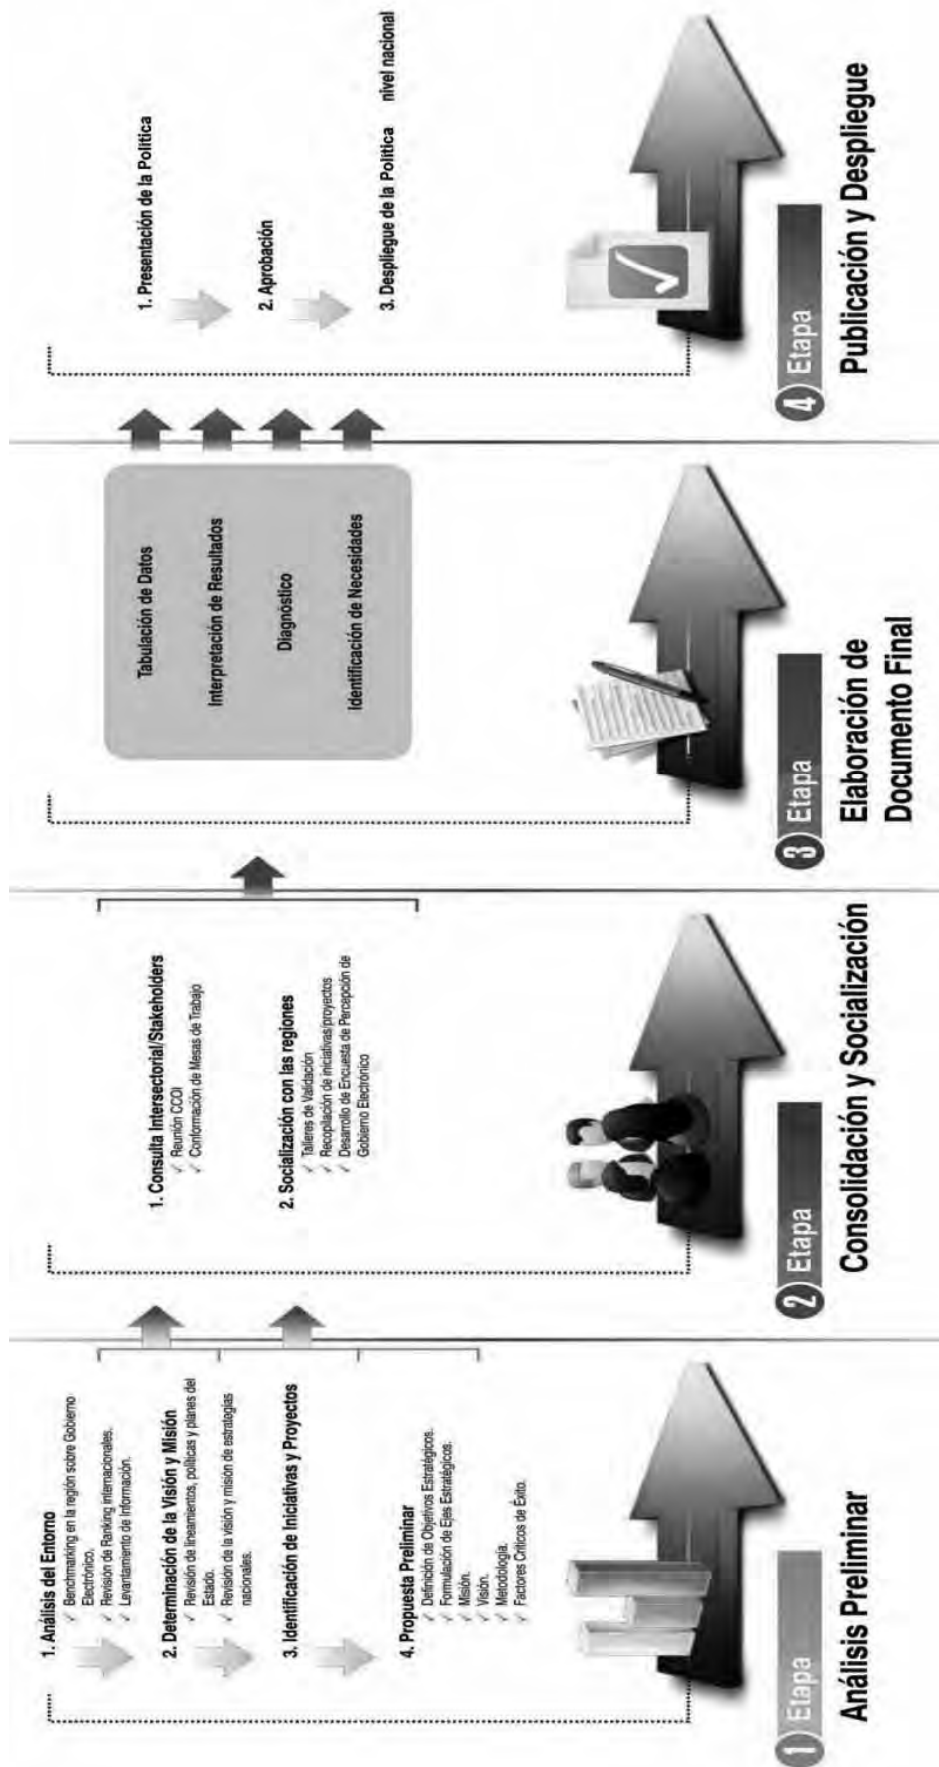 1. Análisis del Entorno
✓ Benchmarking en la región sobre Gobierno
Electrónico.
✓ Revisión de Ranking internacionales.
✓ Levantamiento de Información.
2. Determinación de la Visión y Misión
✓ Revisión de lineamientos, políticas y planes del
Estado.
✓ Revisión de la visión y misión de estrategias
nacionales.
3. Identificación de Iniciativas y Proyectos
4. Propuesta Preliminar
✓ Definición de Objetivos Estratégicos.
✓ Formulación de Ejes Estratégicos.
✓ Misión.
✓ Visión.
✓ Metodología.
✓ Factores Críticos de Éxito.
1 Etapa
Análisis Preliminar
1. Consulta Intersectorial/Stakeholders
✓ Reunión CCOI
✓ Conformación de Mesas de Trabajo
2. Socialización con las regiones
✓ Talleres de Validación
✓ Recopilación de iniciativas/proyectos
✓ Desarrollo de Encuesta de Percepción de
Gobierno Electrónico
2 Etapa
Consolidación y Socialización
Tabulación de Datos
Interpretación de Resultados
Diagnóstico
Identificación de Necesidades
3 Etapa
Elaboración de
Documento Final
1. Presentación de la Política
2. Aprobación
3. Despliegue de la Política nivel nacional
4 Etapa
Publicación y Despliegue